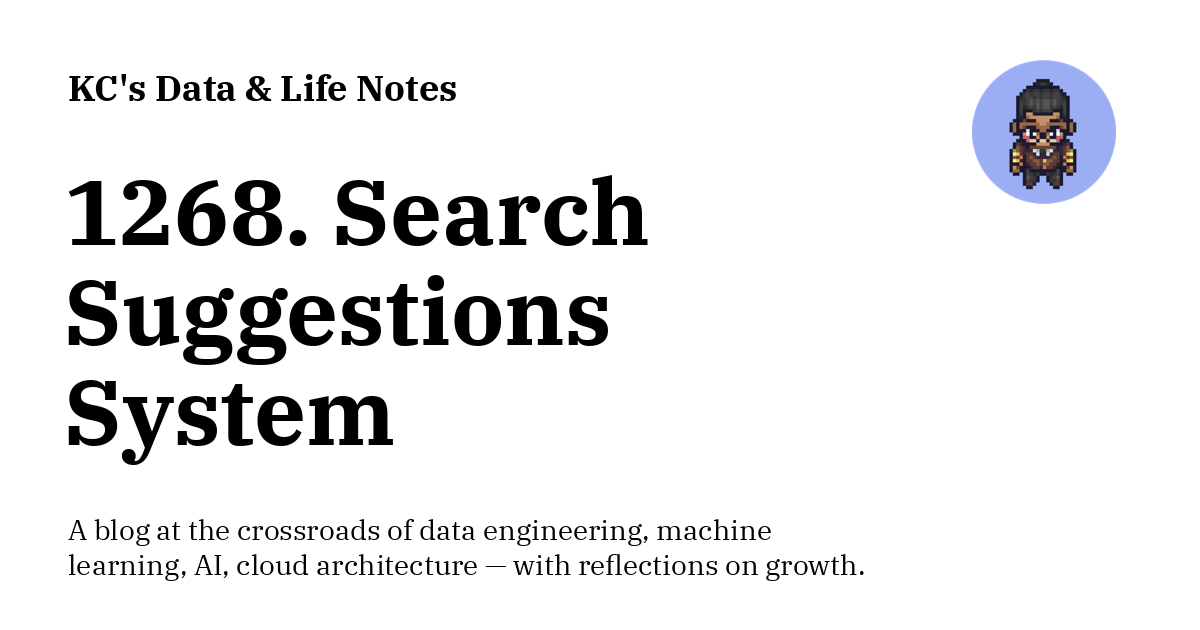 KC's Data & Life Notes
1268. Search
Suggestions
System
A blog at the crossroads of data engineering, machine
learning, AI, cloud architecture — with reflections on growth.